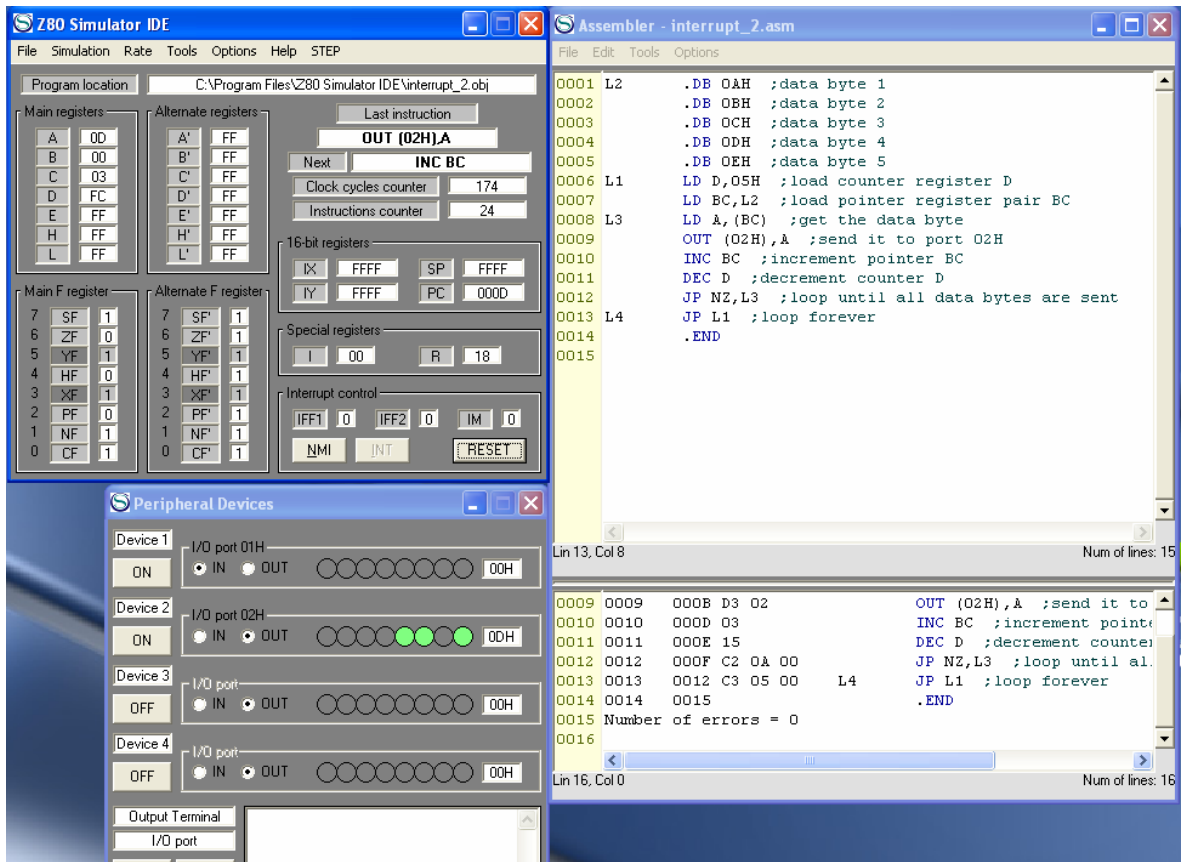 Z80 Simulator IDE
File Simulation Rate Tools Options Help STEP
Program location C:\Program Files\Z80 Simulator IDE\interrupt_2.obj
Main registers
A 0D
B 00
C 03
D FC
E FF
H FF
L FF
Alternate registers
A' FF
B' FF
C' FF
D' FF
E' FF
H' FF
L' FF
Last instruction
OUT (02H),A
Next INC BC
Clock cycles counter 174
Instructions counter 24
16-bit registers
IX FFFF SP FFFF
IY FFFF PC 000D
Main F register
7 SF 1
6 ZF 0
5 YF 1
4 HF 0
3 XF 1
2 PF 0
1 NF 1
0 CF 1
Alternate F register
7 SF' 1
6 ZF' 1
5 YF' 1
4 HF' 1
3 XF' 1
2 PF' 1
1 NF' 1
0 CF' 1
Special registers
I 00 R 18
Interrupt control
IFF1 0 IFF2 0 IM 0
NMI INT RESET
Assembler - interrupt_2.asm
File Edit Tools Options
0001 L2 .DB 0AH ;data byte 1
0002 .DB 0BH ;data byte 2
0003 .DB 0CH ;data byte 3
0004 .DB 0DH ;data byte 4
0005 .DB 0EH ;data byte 5
0006 L1 LD D,05H ;load counter register D
0007 LD BC,L2 ;load pointer register pair BC
0008 L3 LD A,(BC) ;get the data byte
0009 OUT (02H),A ;send it to port 02H
0010 INC BC ;increment pointer BC
0011 DEC D ;decrement counter D
0012 JP NZ,L3 ;loop until all data bytes are sent
0013 L4 JP L1 ;loop forever
0014 .END
0015
Lin 13, Col 8 Num of lines: 15
0009 0009 000B D3 02 OUT (02H),A ;send it to
0010 0010 000D 03 INC BC ;increment pointe
0011 0011 000E 15 DEC D ;decrement counter
0012 0012 000F C2 0A 00 JP NZ,L3 ;loop until al
0013 0013 0012 C3 05 00 L4 JP L1 ;loop forever
0014 0014 0015 .END
0015 Number of errors = 0
0016
Lin 16, Col 0 Num of lines: 16
Peripheral Devices
Device 1
ON
I/O port 01H
IN OUT 00H
Device 2
ON
I/O port 02H
IN OUT 0DH
Device 3
OFF
I/O port
IN OUT 00H
Device 4
OFF
I/O port
IN OUT 00H
Output Terminal
I/O port